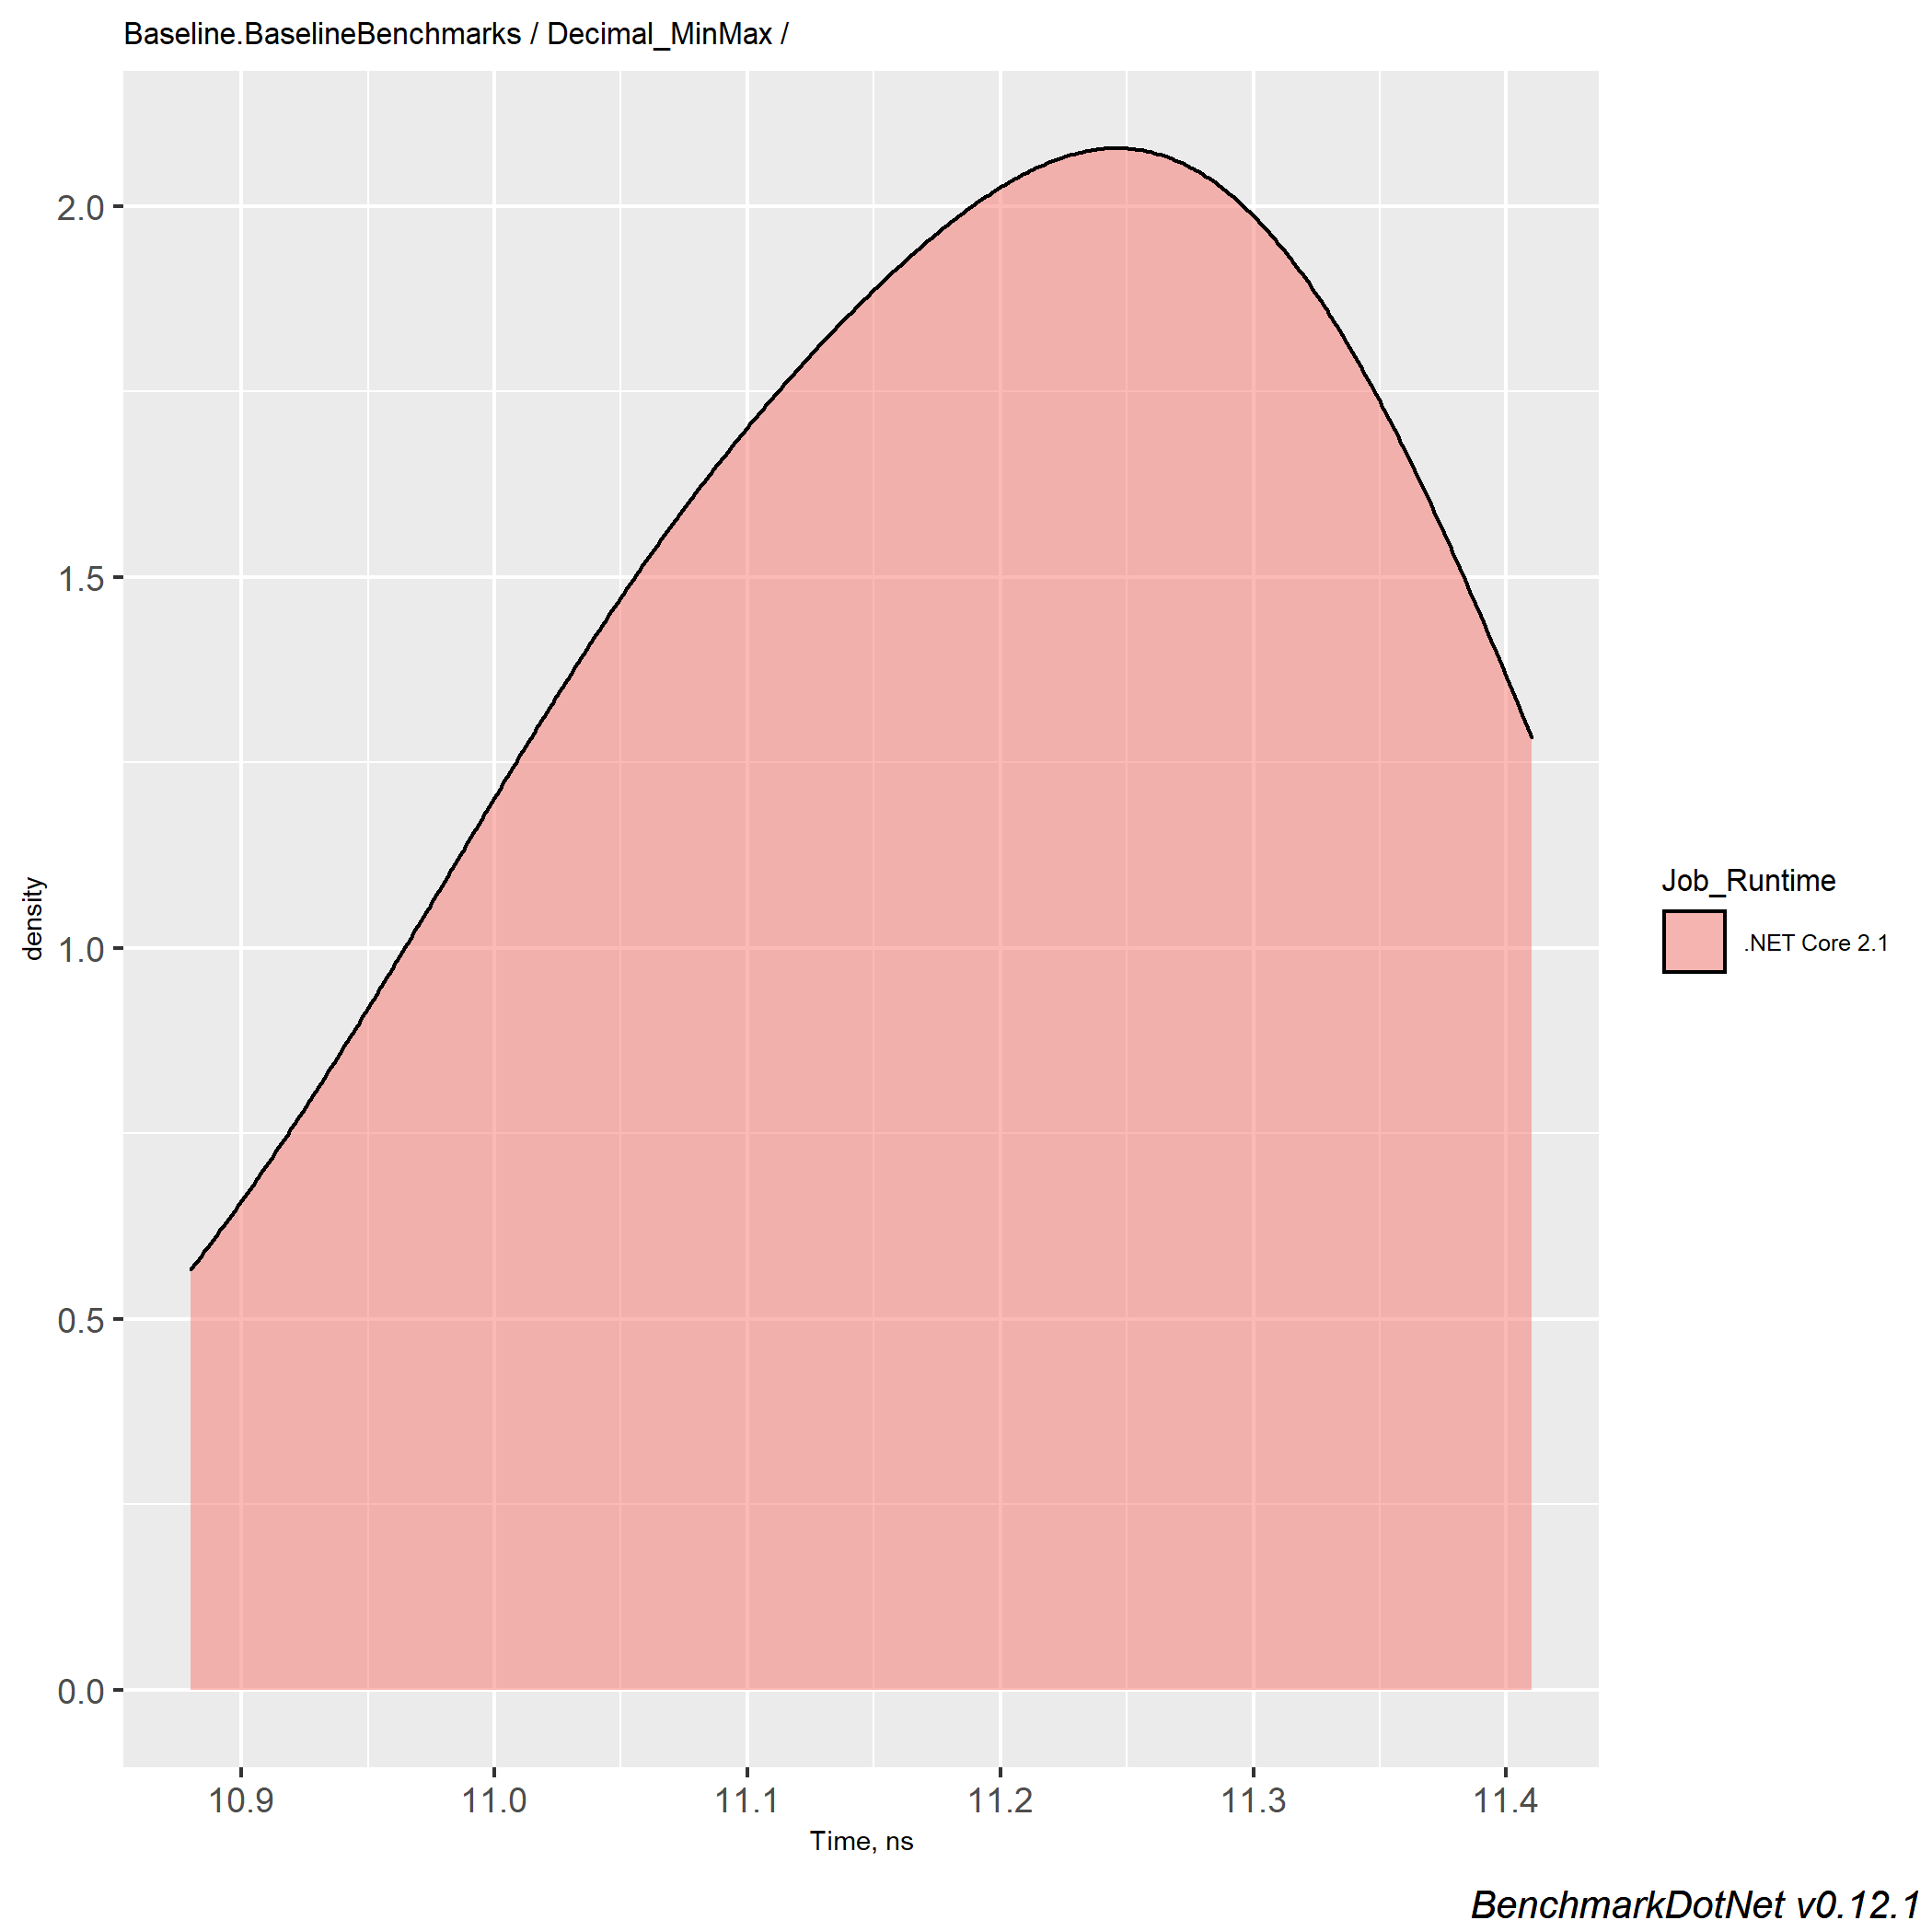 Baseline.BaselineBenchmarks / Decimal_MinMax /
2.0
1.5
1.0
0.5
0.0
density
10.9 11.0 11.1 11.2 11.3 11.4
Time, ns
Job_Runtime
.NET Core 2.1
BenchmarkDotNet v0.12.1